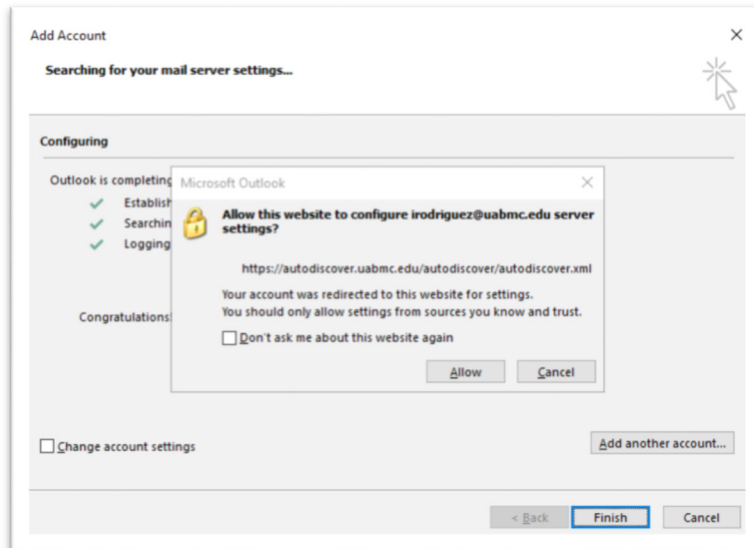 Add Account
Searching for your mail server settings...
Configuring
Outlook is completing
Establish
Searchin
Logging
Congratulations!
Microsoft Outlook
Allow this website to configure irodriguez@uabmc.edu server
settings?
https://autodiscover.uabmc.edu/autodiscover/autodiscover.xml
Your account was redirected to this website for settings.
You should only allow settings from sources you know and trust.
Don't ask me about this website again
Allow
Cancel
Change account settings
Add another account...
< Back
Finish
Cancel